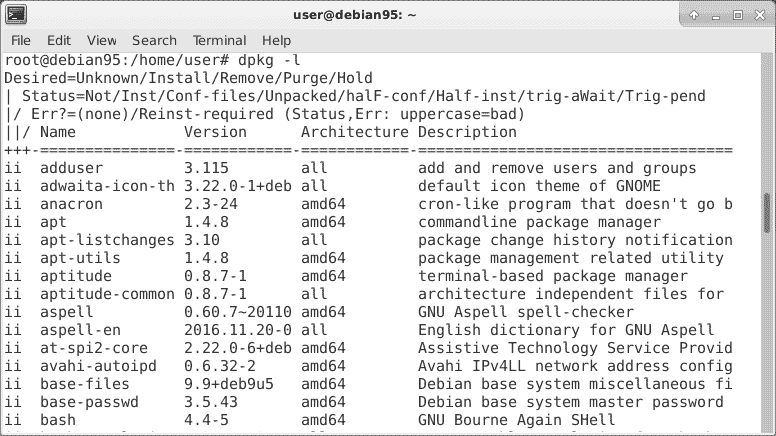 user@debian95: ~
File Edit View Search Terminal Help
root@debian95:/home/user# dpkg -l
Desired=Unknown/Install/Remove/Purge/Hold
| Status=Not/Inst/Conf-files/Unpacked/halF-conf/Half-inst/trig-aWait/Trig-pend
|/ Err?=(none)/Reinst-required (Status,Err: uppercase=bad)
||/ Name           Version      Architecture Description
+++-===============-============-============-===================================
ii  adduser         3.115        all          add and remove users and groups
ii  adwaita-icon-th 3.22.0-1+deb all          default icon theme of GNOME
ii  anacron         2.3-24       amd64        cron-like program that doesn't go b
ii  apt             1.4.8        amd64        commandline package manager
ii  apt-listchanges 3.10         all          package change history notification
ii  apt-utils       1.4.8        amd64        package management related utility
ii  aptitude        0.8.7-1      amd64        terminal-based package manager
ii  aptitude-common 0.8.7-1      all          architecture independent files for
ii  aspell          0.60.7~20110 amd64        GNU Aspell spell-checker
ii  aspell-en       2016.11.20-0 all          English dictionary for GNU Aspell
ii  at-spi2-core    2.22.0-6+deb amd64        Assistive Technology Service Provid
ii  avahi-autoipd   0.6.32-2     amd64        Avahi IPv4LL network address config
ii  base-files      9.9+deb9u5   amd64        Debian base system miscellaneous fi
ii  base-passwd     3.5.43       amd64        Debian base system master password
ii  bash            4.4-5        amd64        GNU Bourne Again SHell